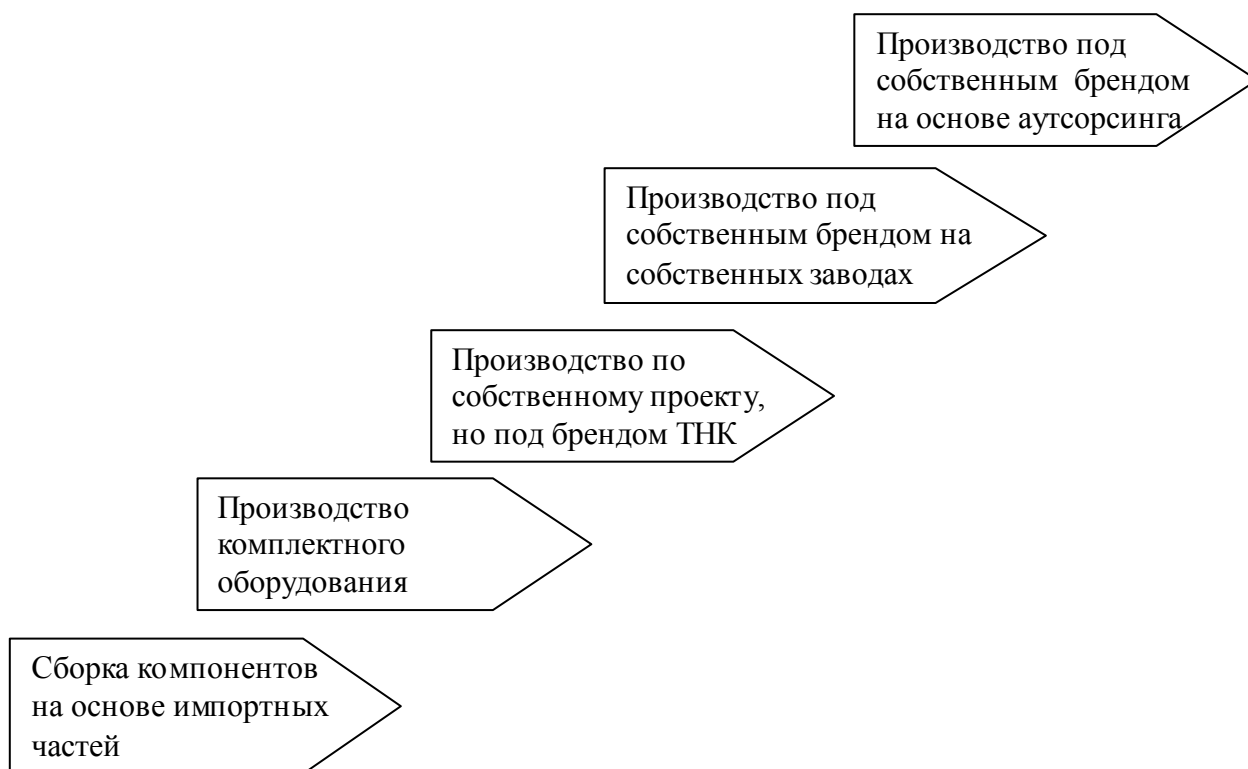 Производство под
собственным брендом
на основе аутсорсинга
Производство под
собственным брендом на
собственных заводах
Производство по
собственному проекту,
но под брендом ТНК
Производство
комплектного
оборудования
Сборка компонентов
на основе импортных
частей